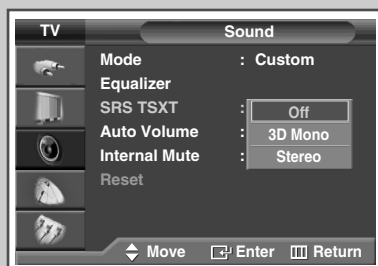 TV Sound
Mode : Custom
Equalizer
SRS TSXT : Off
Auto Volume : 3D Mono
Internal Mute : Stereo
Reset
Move Enter Return